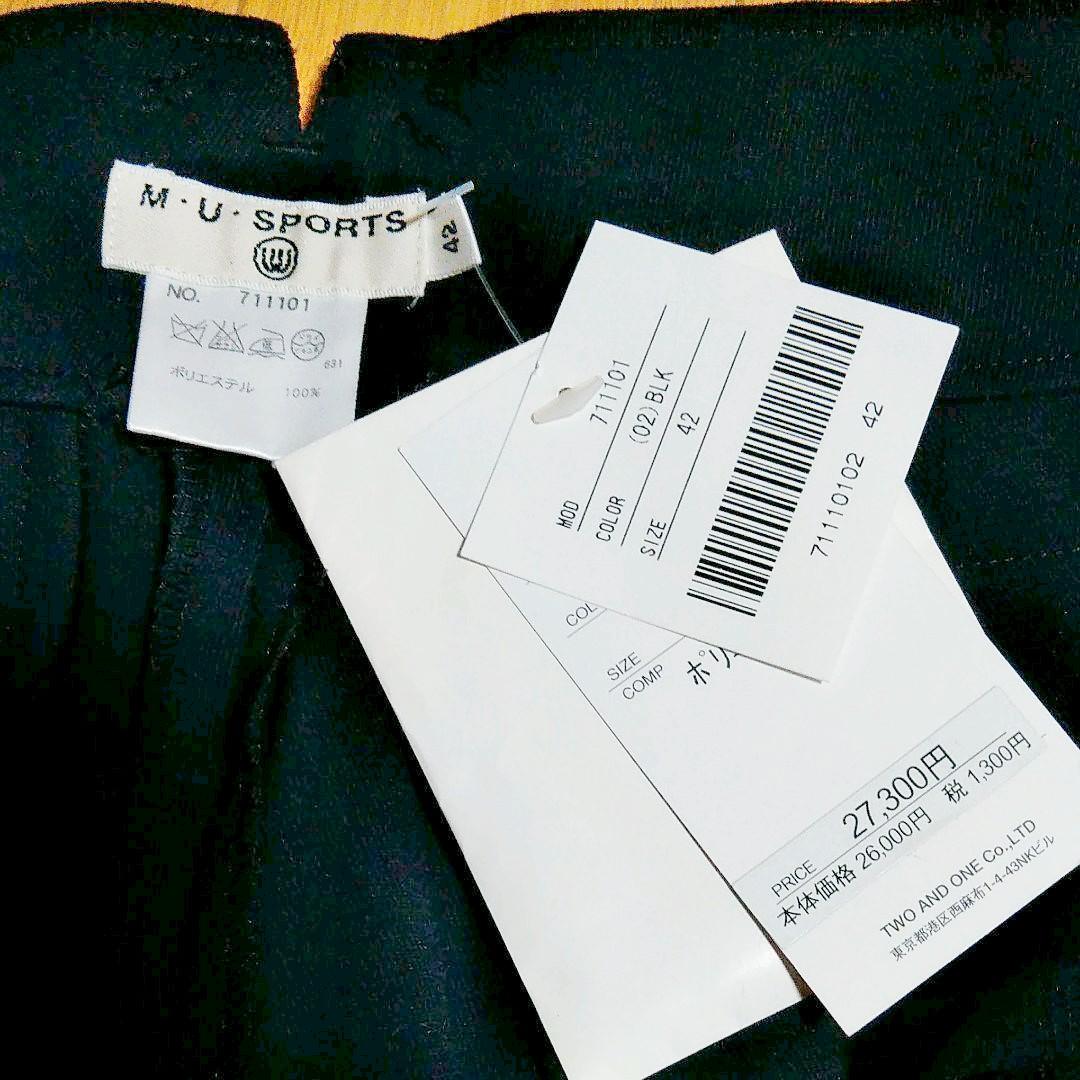 M・U・SPORTS
42
NO. 711101
631
ポリエステル 100%
MOD 711101
COLOR (02)BLK
SIZE 42
71110102 42
COL
SIZE
COMP ポリ
PRICE 27,300円
本体価格 26,000円 税 1,300円
TWO AND ONE Co.,LTD
東京都港区西麻布1-4-43NKビル